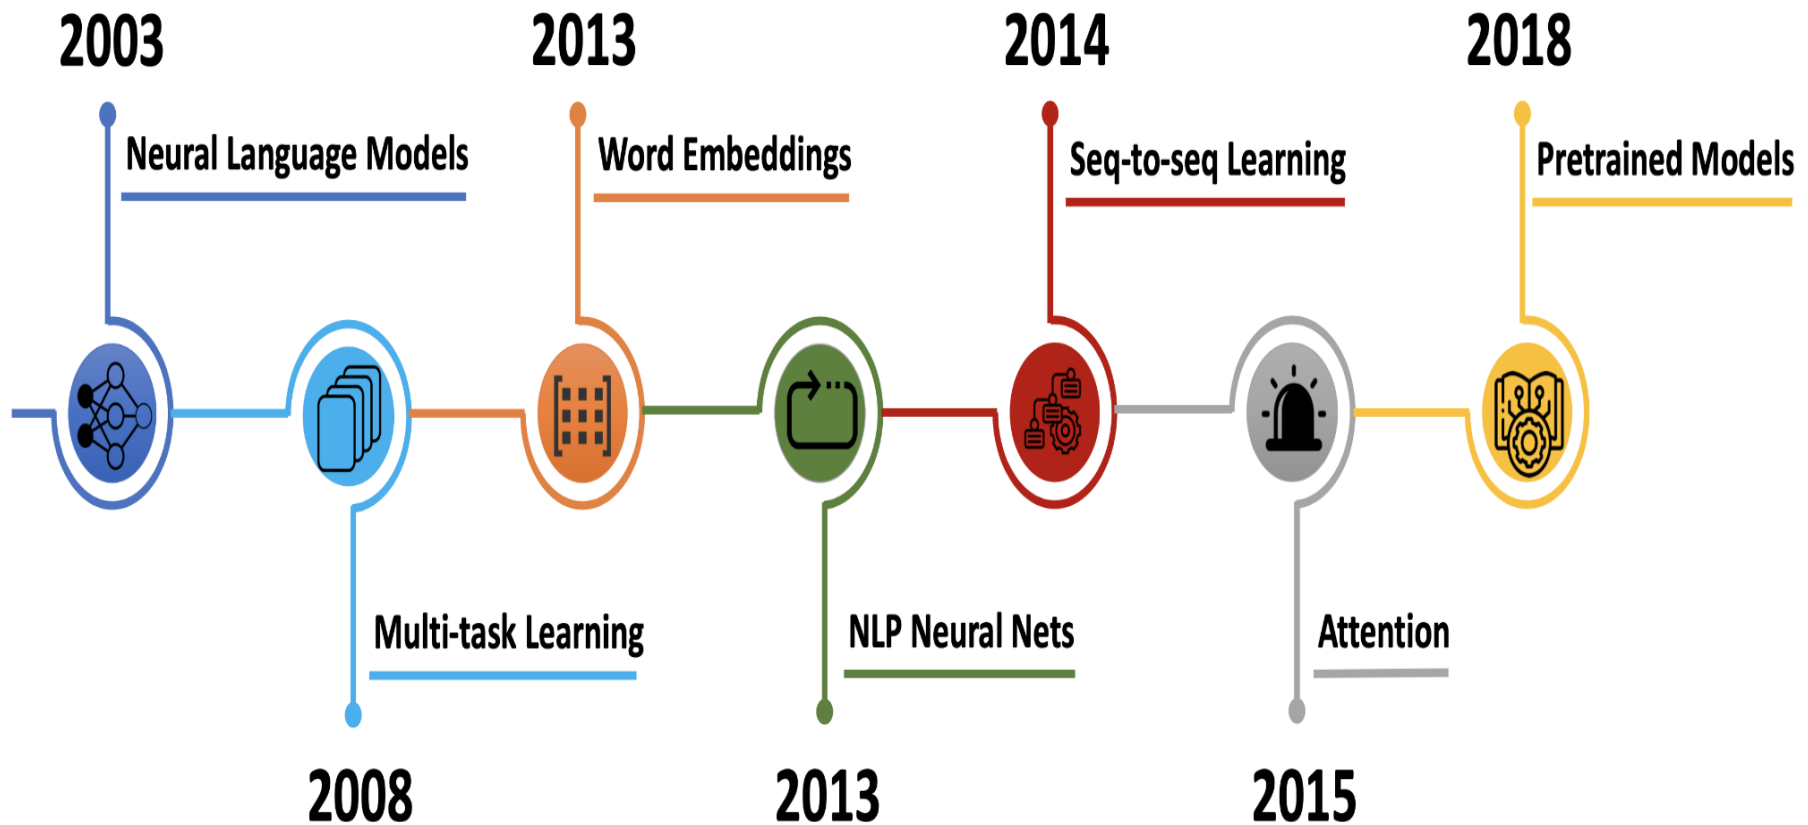 2003
2013
2014
2018
Neural Language Models
Word Embeddings
Seq-to-seq Learning
Pretrained Models
Multi-task Learning
NLP Neural Nets
Attention
2008
2013
2015